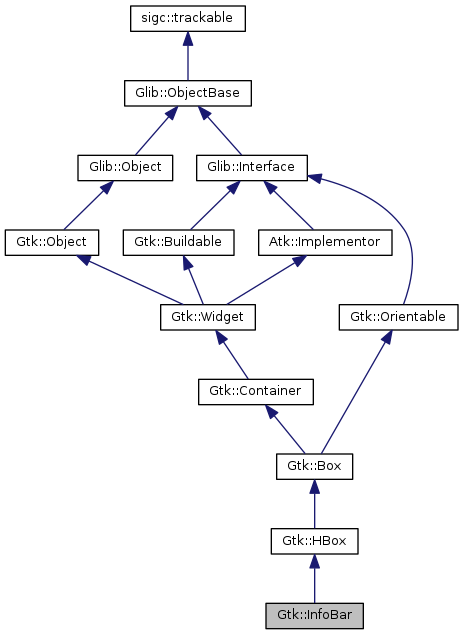 sigc::trackable
Glib::ObjectBase
Glib::Object
Glib::Interface
Gtk::Object
Gtk::Buildable
Atk::Implementor
Gtk::Widget
Gtk::Orientable
Gtk::Container
Gtk::Box
Gtk::HBox
Gtk::InfoBar